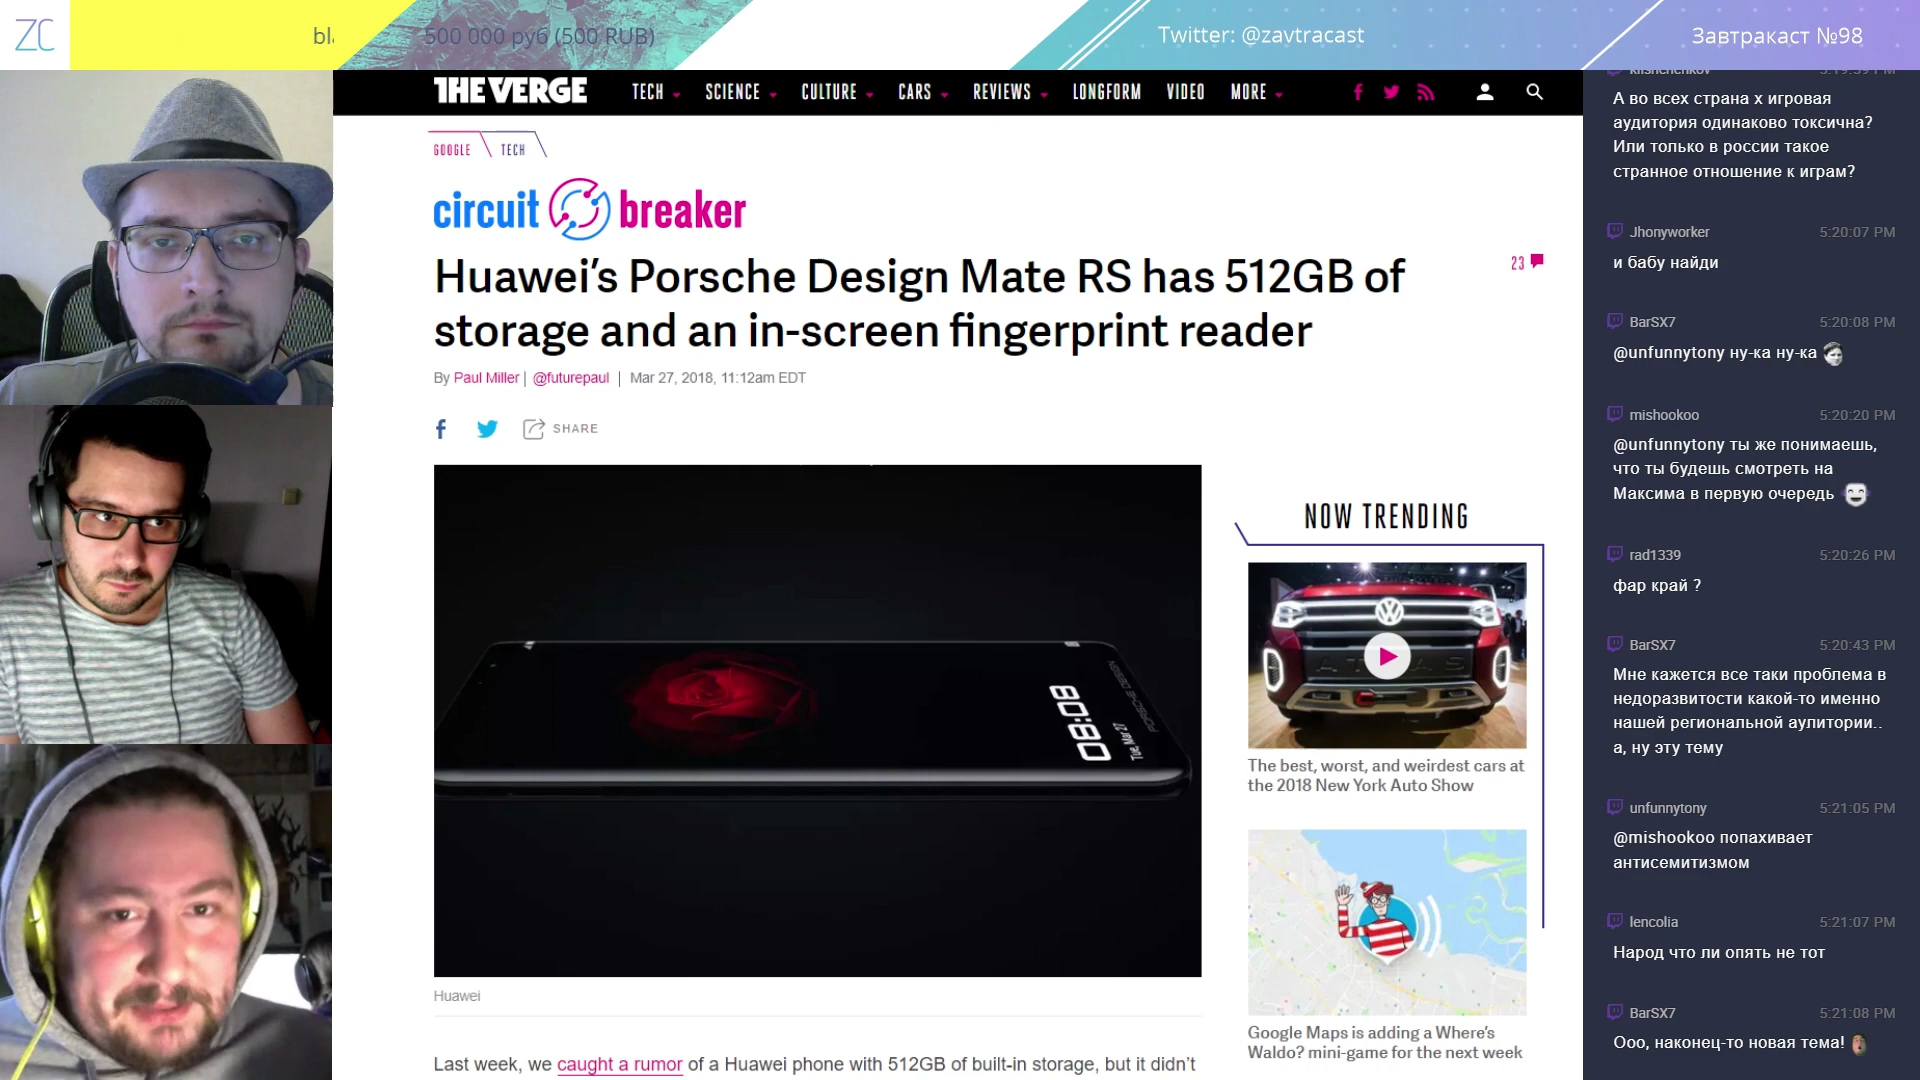 ZC
500 000 руб (500 RUB)
Twitter: @zavtracast
Завтракаст №98
THE VERGE
TECH
SCIENCE
CULTURE
CARS
REVIEWS
LONGFORM
VIDEO
MORE
GOOGLE
TECH
circuit breaker
Huawei's Porsche Design Mate RS has 512GB of
storage and an in-screen fingerprint reader
23
By Paul Miller | @futurepaul | Mar 27, 2018, 11:12am EDT
SHARE
08:08
Tue Mar 27
PORSCHE DESIGN
Huawei
Last week, we caught a rumor of a Huawei phone with 512GB of built-in storage, but it didn't
NOW TRENDING
ATLAS
The best, worst, and weirdest cars at
the 2018 New York Auto Show
Google Maps is adding a Where's
Waldo? mini-game for the next week
А во всех страна х игровая
аудитория одинаково токсична?
Или только в россии такое
странное отношение к играм?
Jhonyworker 5:20:07 PM
и бабу найди
BarSX7 5:20:08 PM
@unfunnytony ну-ка ну-ка
mishookoo 5:20:20 PM
@unfunnytony ты же понимаешь,
что ты будешь смотреть на
Максима в первую очередь
rad1339 5:20:26 PM
фар край ?
BarSX7 5:20:43 PM
Мне кажется все таки проблема в
недоразвитости какой-то именно
нашей региональной аулитории..
а, ну эту тему
unfunnytony 5:21:05 PM
@mishookoo попахивает
антисемитизмом
lencolia 5:21:07 PM
Народ что ли опять не тот
BarSX7 5:21:08 PM
Ооо, наконец-то новая тема!